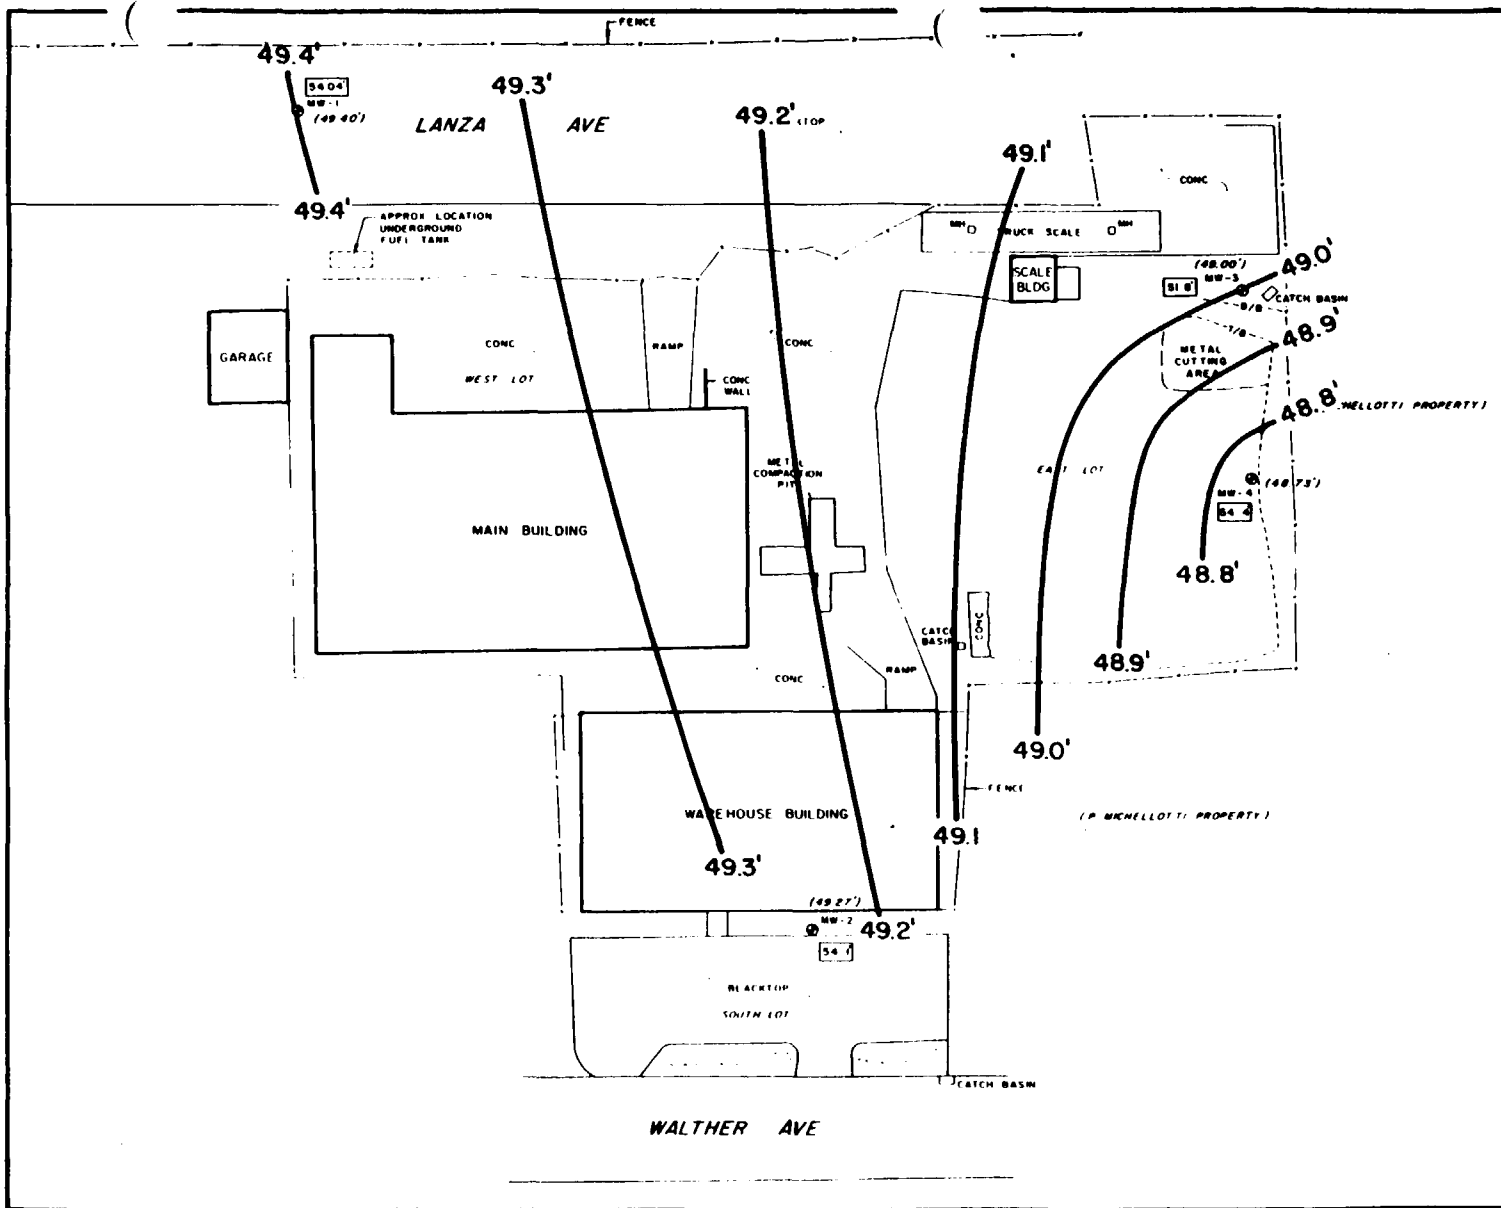 FENCE
49.4'
54.04'
MW-1
(49.40')
49.3'
LANZA AVE
49.2'
49.1'
CONC
49.4'
APPROX LOCATION
UNDERGROUND
FUEL TANK
MH
TRUCK SCALE
MH
SCALE
BLDG
(49.00')
MW-3
49.0'
51.8'
CATCH BASIN
GARAGE
CONC
WEST LOT
RAMP
CONC
CONC
WALL
METAL
CUTTING
AREA
48.9'
48.8'
HELLOTTI PROPERTY)
METAL
COMPACTION
PIT
EAST LOT
(48.73')
MW-4
54.4'
MAIN BUILDING
48.8'
CATCH
BASIN
CONC
48.9'
CONC
RAMP
49.0'
FENCE
WAREHOUSE BUILDING
(P MICHELLOTTI PROPERTY)
49.1
49.3'
(49.27')
MW-2
49.2'
BLACKTOP
SOUTH LOT
CATCH BASIN
WALTHER AVE